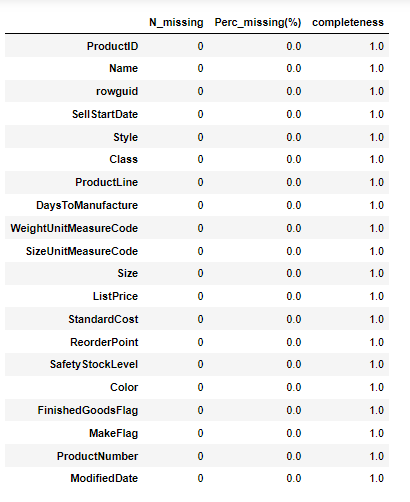 N_missing Perc_missing(%) completeness
ProductID 0 0.0 1.0
Name 0 0.0 1.0
rowguid 0 0.0 1.0
SellStartDate 0 0.0 1.0
Style 0 0.0 1.0
Class 0 0.0 1.0
ProductLine 0 0.0 1.0
DaysToManufacture 0 0.0 1.0
WeightUnitMeasureCode 0 0.0 1.0
SizeUnitMeasureCode 0 0.0 1.0
Size 0 0.0 1.0
ListPrice 0 0.0 1.0
StandardCost 0 0.0 1.0
ReorderPoint 0 0.0 1.0
SafetyStockLevel 0 0.0 1.0
Color 0 0.0 1.0
FinishedGoodsFlag 0 0.0 1.0
MakeFlag 0 0.0 1.0
ProductNumber 0 0.0 1.0
ModifiedDate 0 0.0 1.0